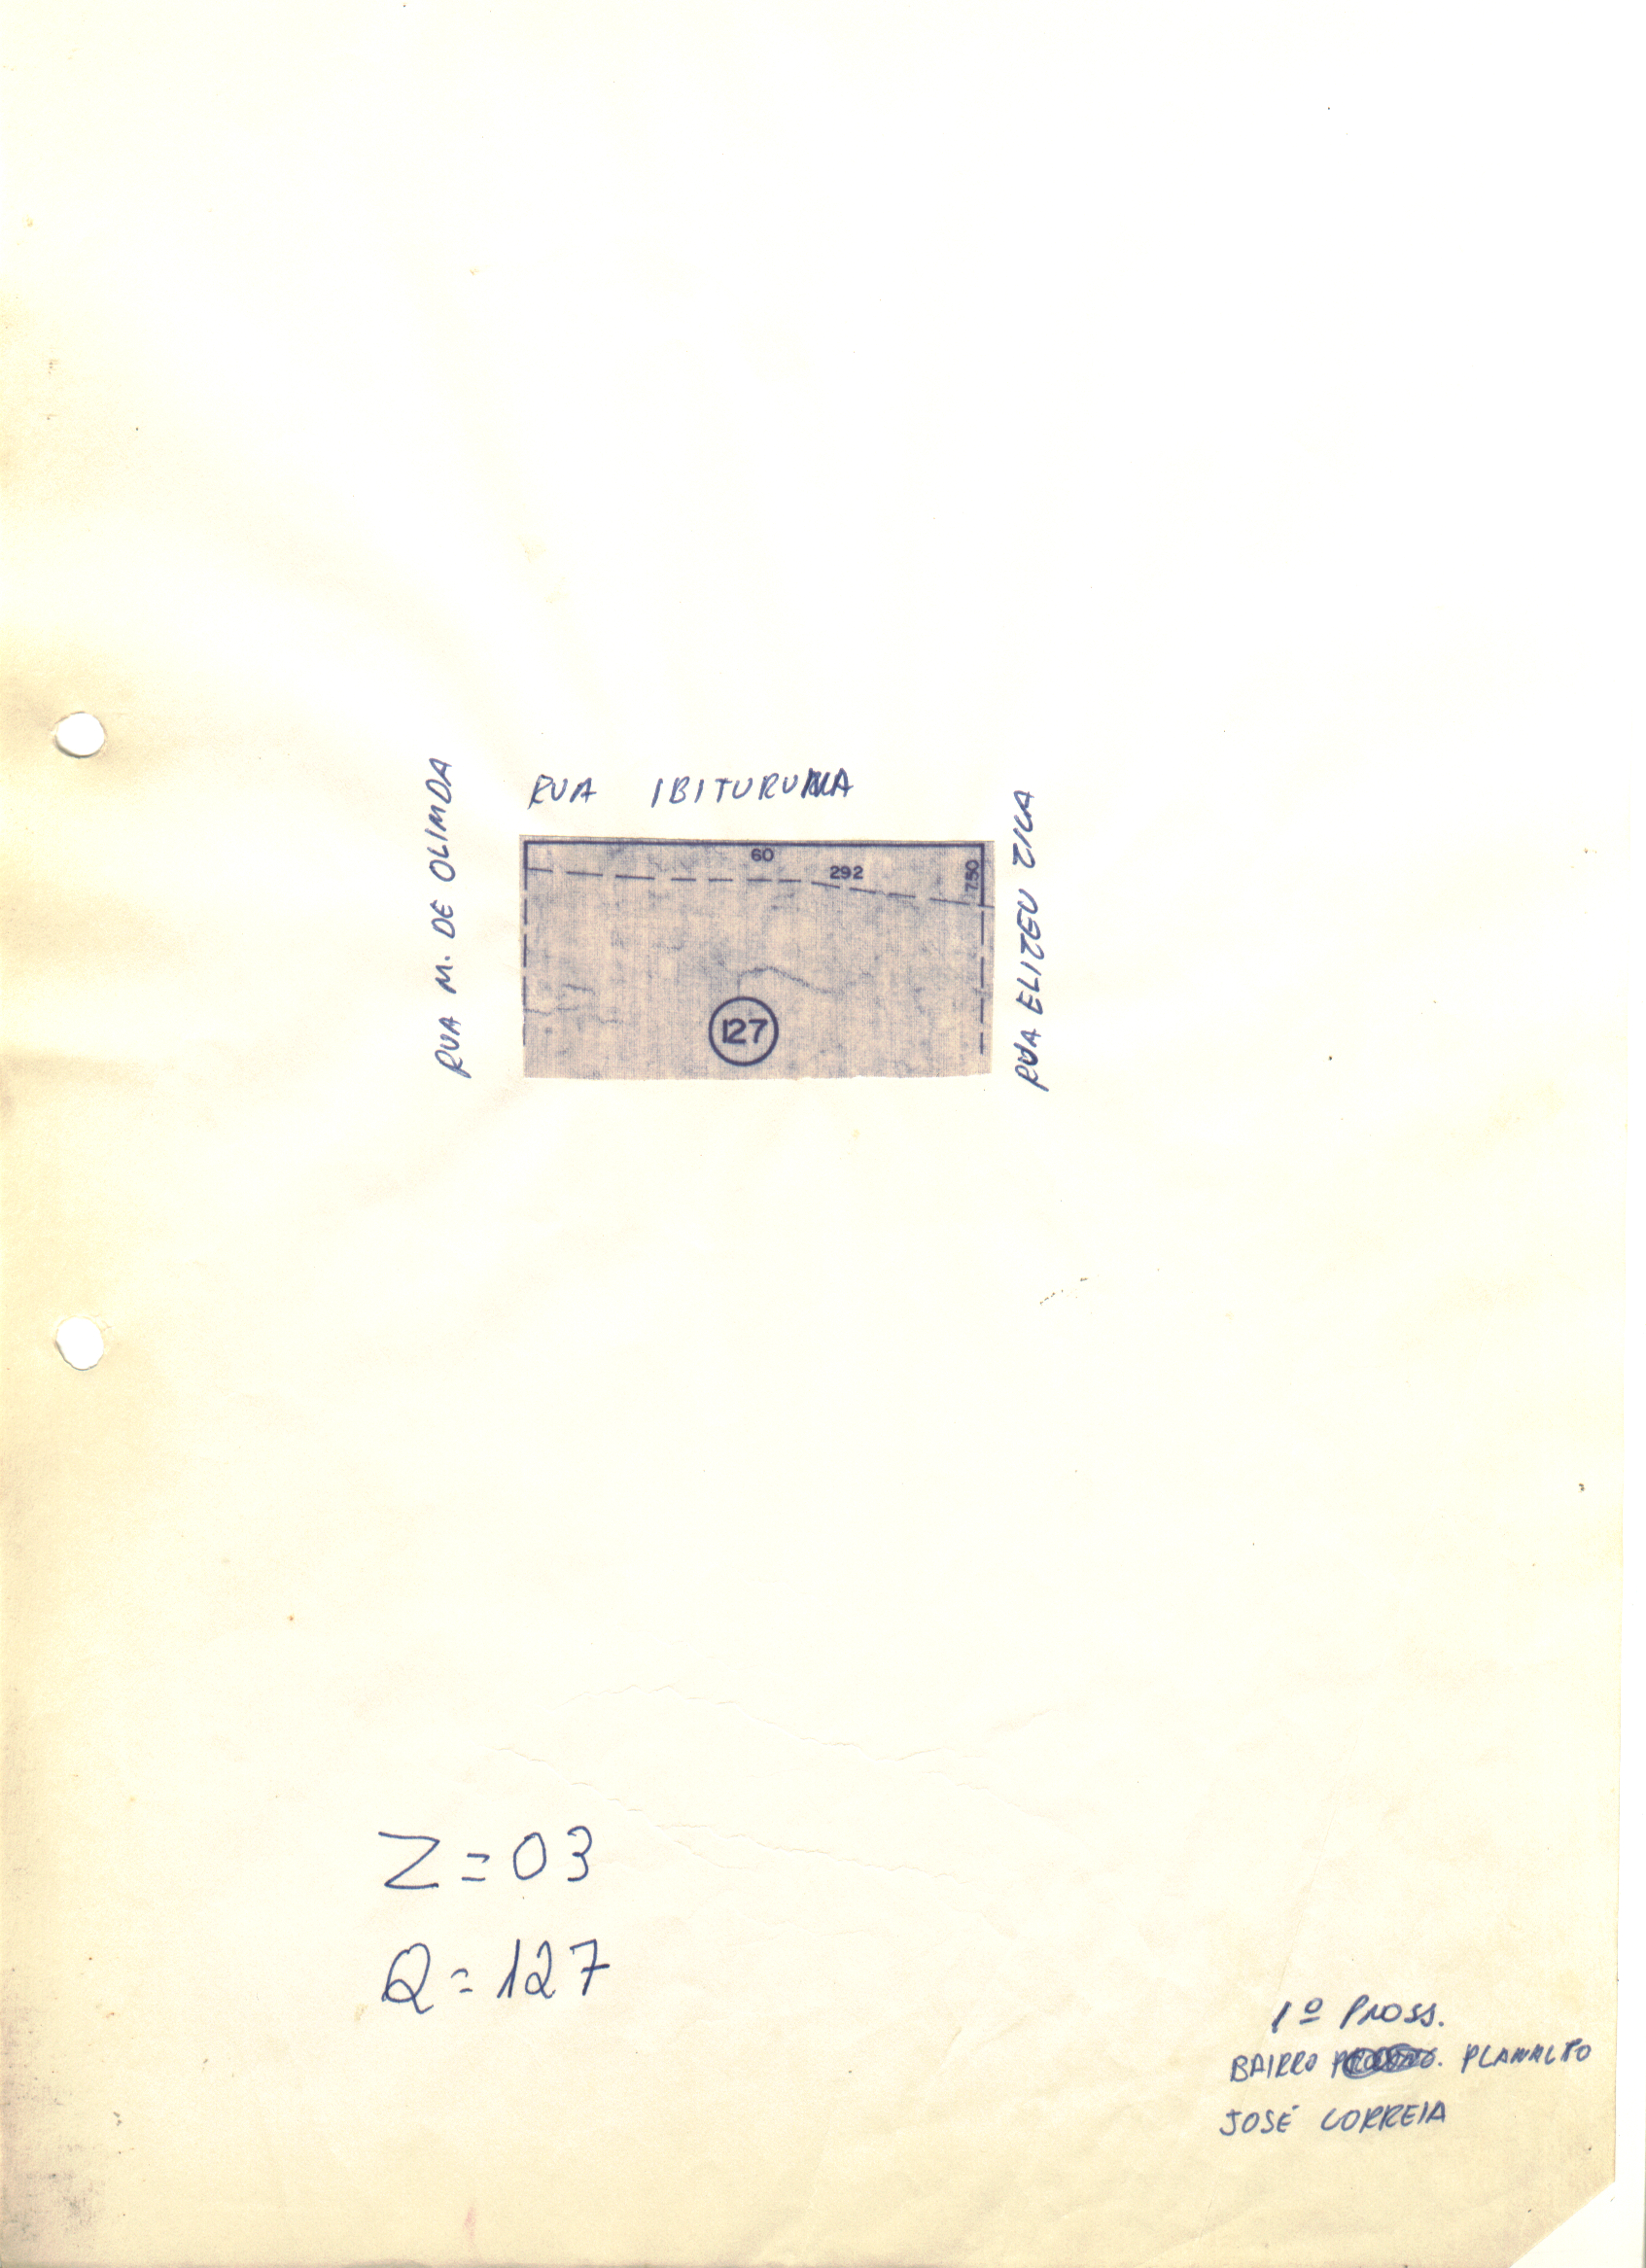 RUA IBITURUNA
RUA M. DE OLINDA
60
292
7.50
127
RUA ELIZEU ZICA
Z=03
Q=127
1º PROSS.
BAIRRO PLANALTO
JOSÉ CORREIA